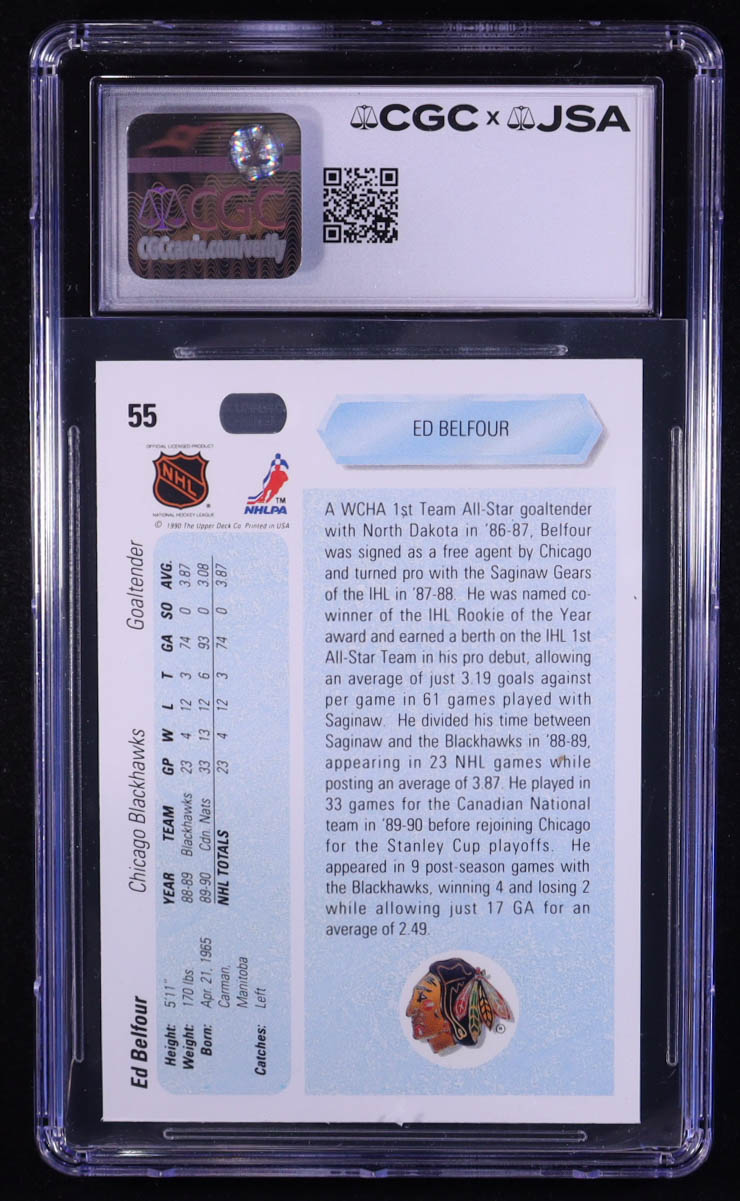 CGC x JSA
CGC
CGCcards.com/verify
55
ED BELFOUR
OFFICIAL LICENSED PRODUCT
NHL
NATIONAL HOCKEY LEAGUE
TM
NHLPA
© 1990 The Upper Deck Co. Printed in USA
A WCHA 1st Team All-Star goaltender
with North Dakota in '86-87, Belfour
was signed as a free agent by Chicago
and turned pro with the Saginaw Gears
of the IHL in '87-88. He was named co-
winner of the IHL Rookie of the Year
award and earned a berth on the IHL 1st
All-Star Team in his pro debut, allowing
an average of just 3.19 goals against
per game in 61 games played with
Saginaw. He divided his time between
Saginaw and the Blackhawks in '88-89,
appearing in 23 NHL games while
posting an average of 3.87. He played in
33 games for the Canadian National
team in '89-90 before rejoining Chicago
for the Stanley Cup playoffs. He
appeared in 9 post-season games with
the Blackhawks, winning 4 and losing 2
while allowing just 17 GA for an
average of 2.49.
®
Ed Belfour Chicago Blackhawks Goaltender
Height: 5'11"
Weight: 170 lbs.
Born: Apr. 21, 1965
Carman,
Manitoba
Catches: Left
YEAR TEAM GP W L T GA SO AVG.
88-89 Blackhawks 23 4 12 3 74 0 3.87
89-90 Cdn. Nats 33 13 12 6 93 0 3.08
NHL TOTALS 23 4 12 3 74 0 3.87